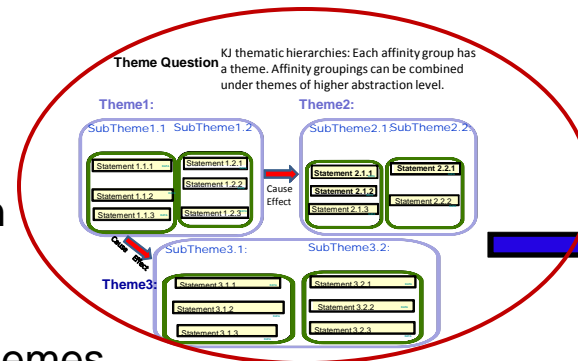 Theme Question
KJ thematic hierarchies: Each affinity group has
a theme. Affinity groupings can be combined
under themes of higher abstraction level.
Theme1:
Theme2:
SubTheme1.1 SubTheme1.2
SubTheme2.1: SubTheme2.2:
Statement 1.1.1
Statement 1.1.2
Statement 1.1.3
Statement 1.2.1
Statement 1.2.2
Statement 1.2.3
Cause
Effect
Statement 2.1.1
Statement 2.1.2
Statement 2.1.3
Statement 2.2.1
Statement 2.2.2
Cause Effect
SubTheme3.1:
SubTheme3.2:
Theme3:
Statement 3.1.1
Statement 3.1.2
Statement 3.1.3
Statement 3.2.1
Statement 3.2.2
Statement 3.2.3